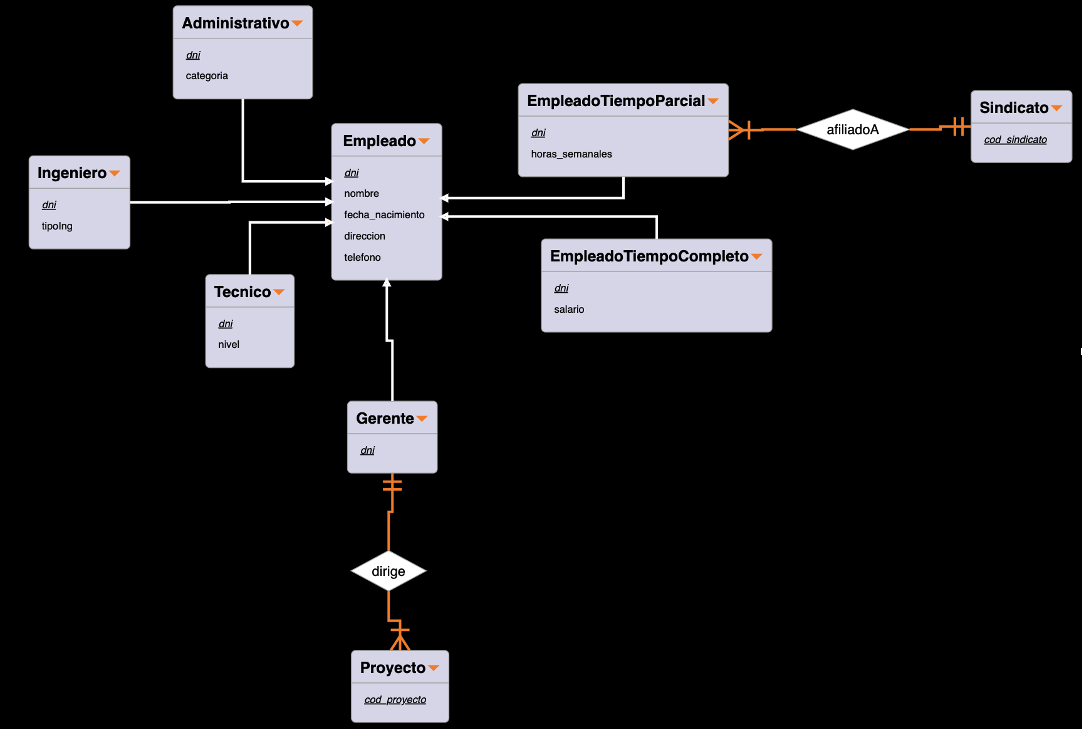 Administrativo
dni
categoria
EmpleadoTiempoParcial
dni
horas_semanales
afiliadoA
Sindicato
cod_sindicato
Empleado
dni
nombre
fecha_nacimiento
direccion
telefono
Ingeniero
dni
tipoIng
EmpleadoTiempoCompleto
dni
salario
Tecnico
dni
nivel
Gerente
dni
dirige
Proyecto
cod_proyecto